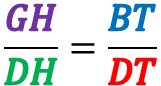 GH/DH = BT/DT